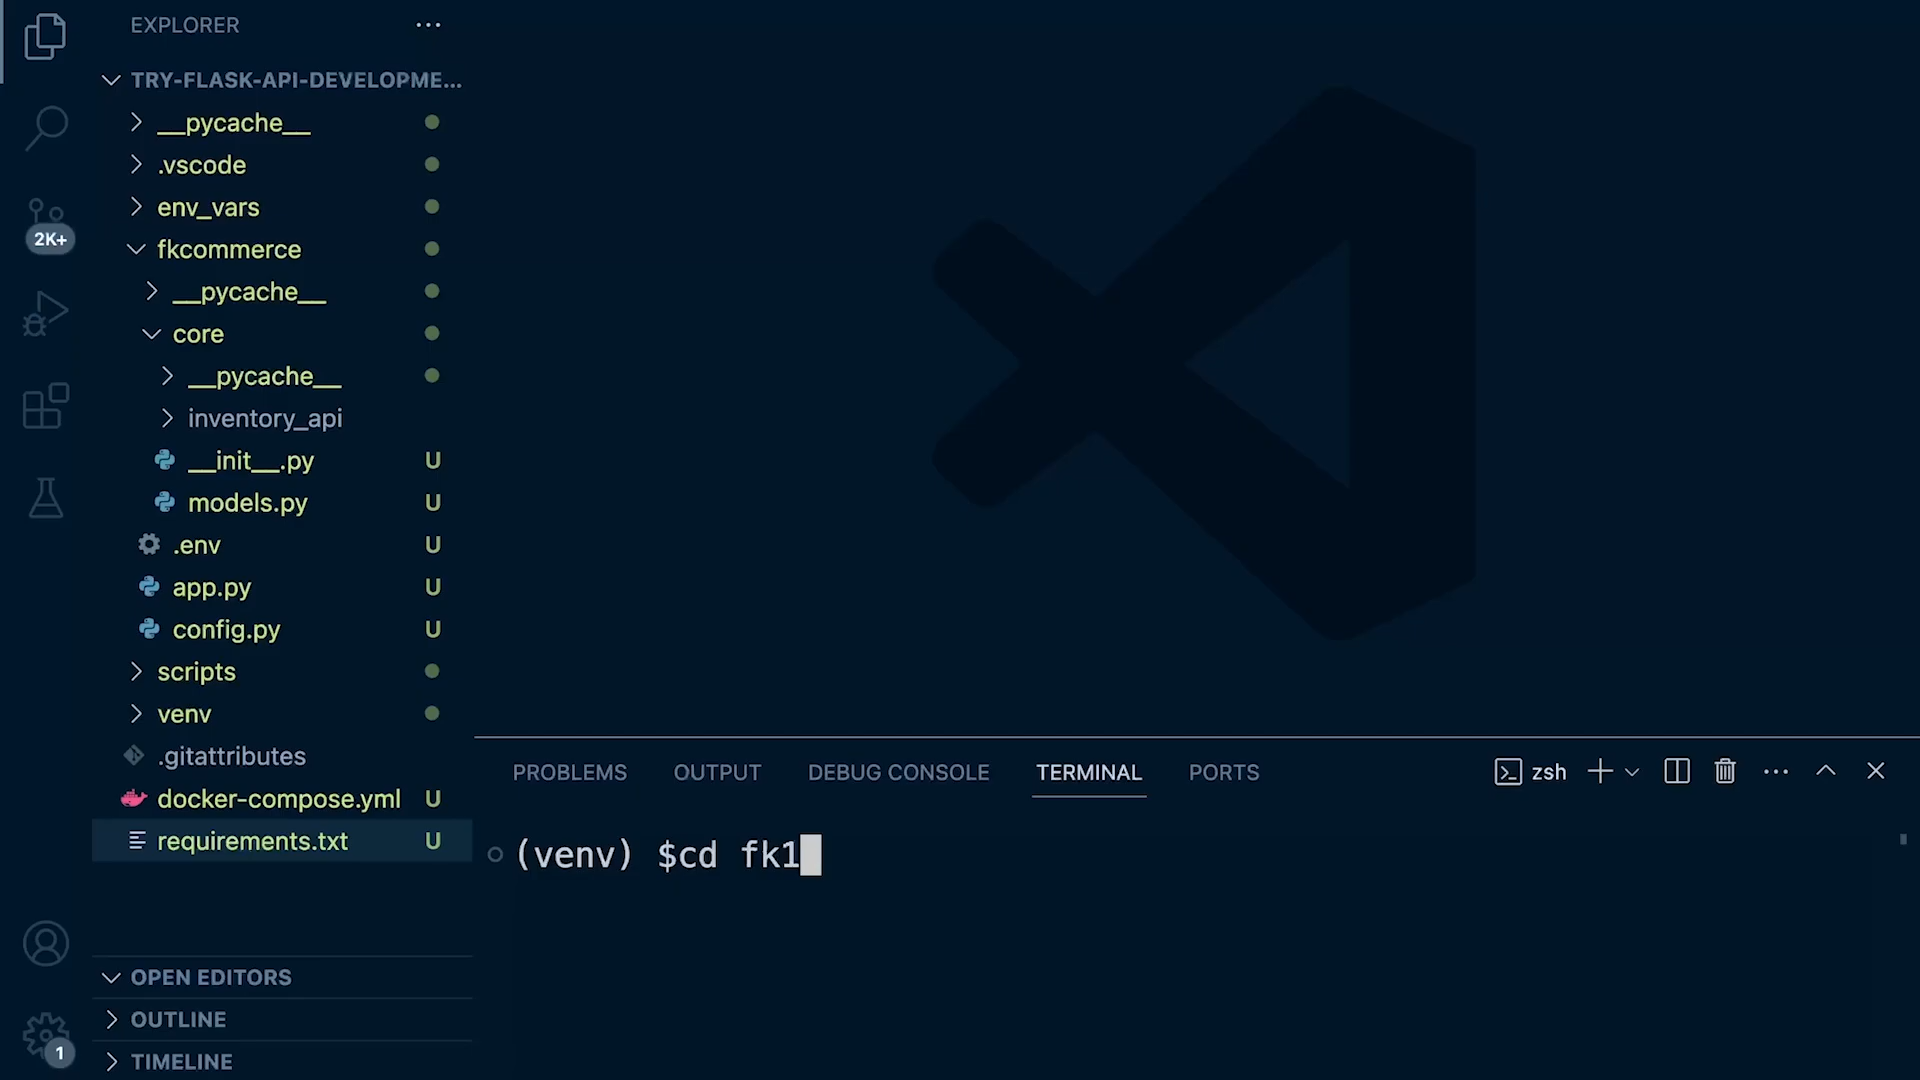 EXPLORER
TRY-FLASK-API-DEVELOPME...
__pycache__
.vscode
env_vars
2K+
fkcommerce
__pycache__
core
__pycache__
inventory_api
__init__.py U
models.py U
.env U
app.py U
config.py U
scripts
venv
.gitattributes
docker-compose.yml U
requirements.txt U
OPEN EDITORS
OUTLINE
TIMELINE
1
PROBLEMS OUTPUT DEBUG CONSOLE TERMINAL PORTS zsh
(venv) $cd fk1